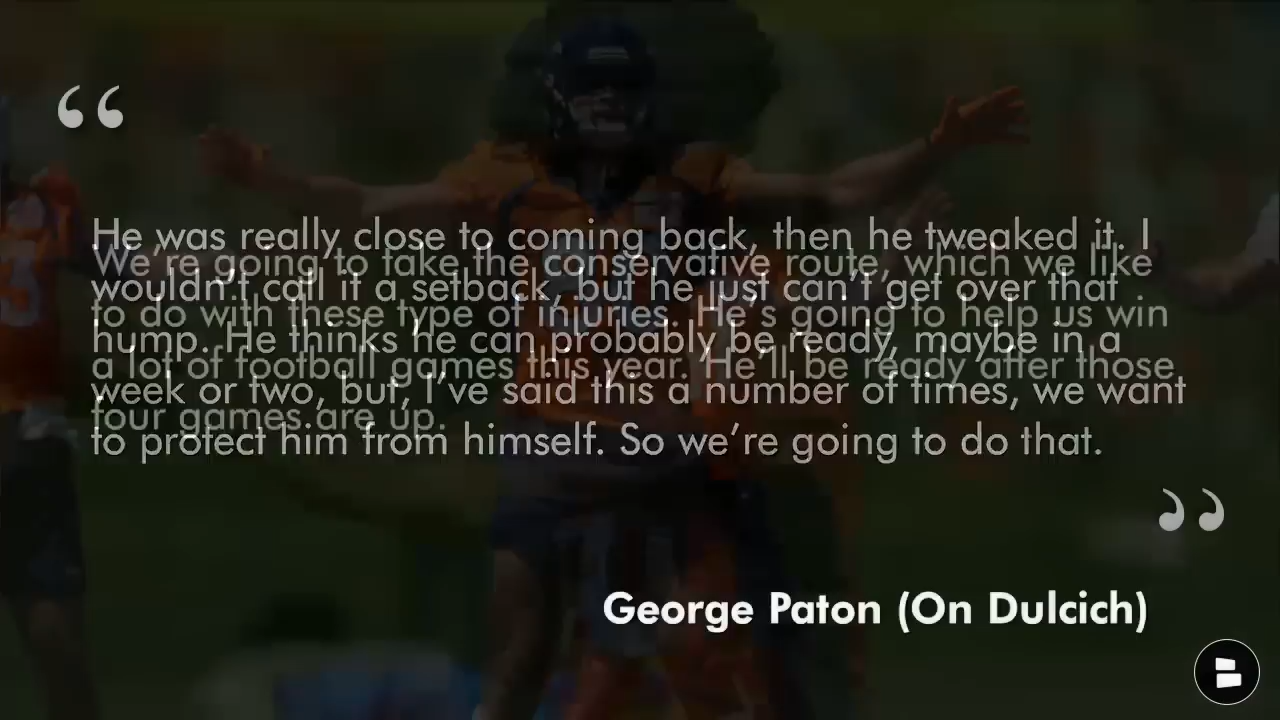 “
He was really close to coming back, then he tweaked it. I
wouldn't call it a setback, but he just can't get over that
hump. He thinks he can probably be ready, maybe in a
week or two, but, I’ve said this a number of times, we want
to protect him from himself. So we’re going to do that.
We’re going to take the conservative route, which we like
to do with these type of injuries. He’s going to help us win
a lot of football games this year. He’ll be ready after those
four games are up.
”
George Paton (On Dulcich)